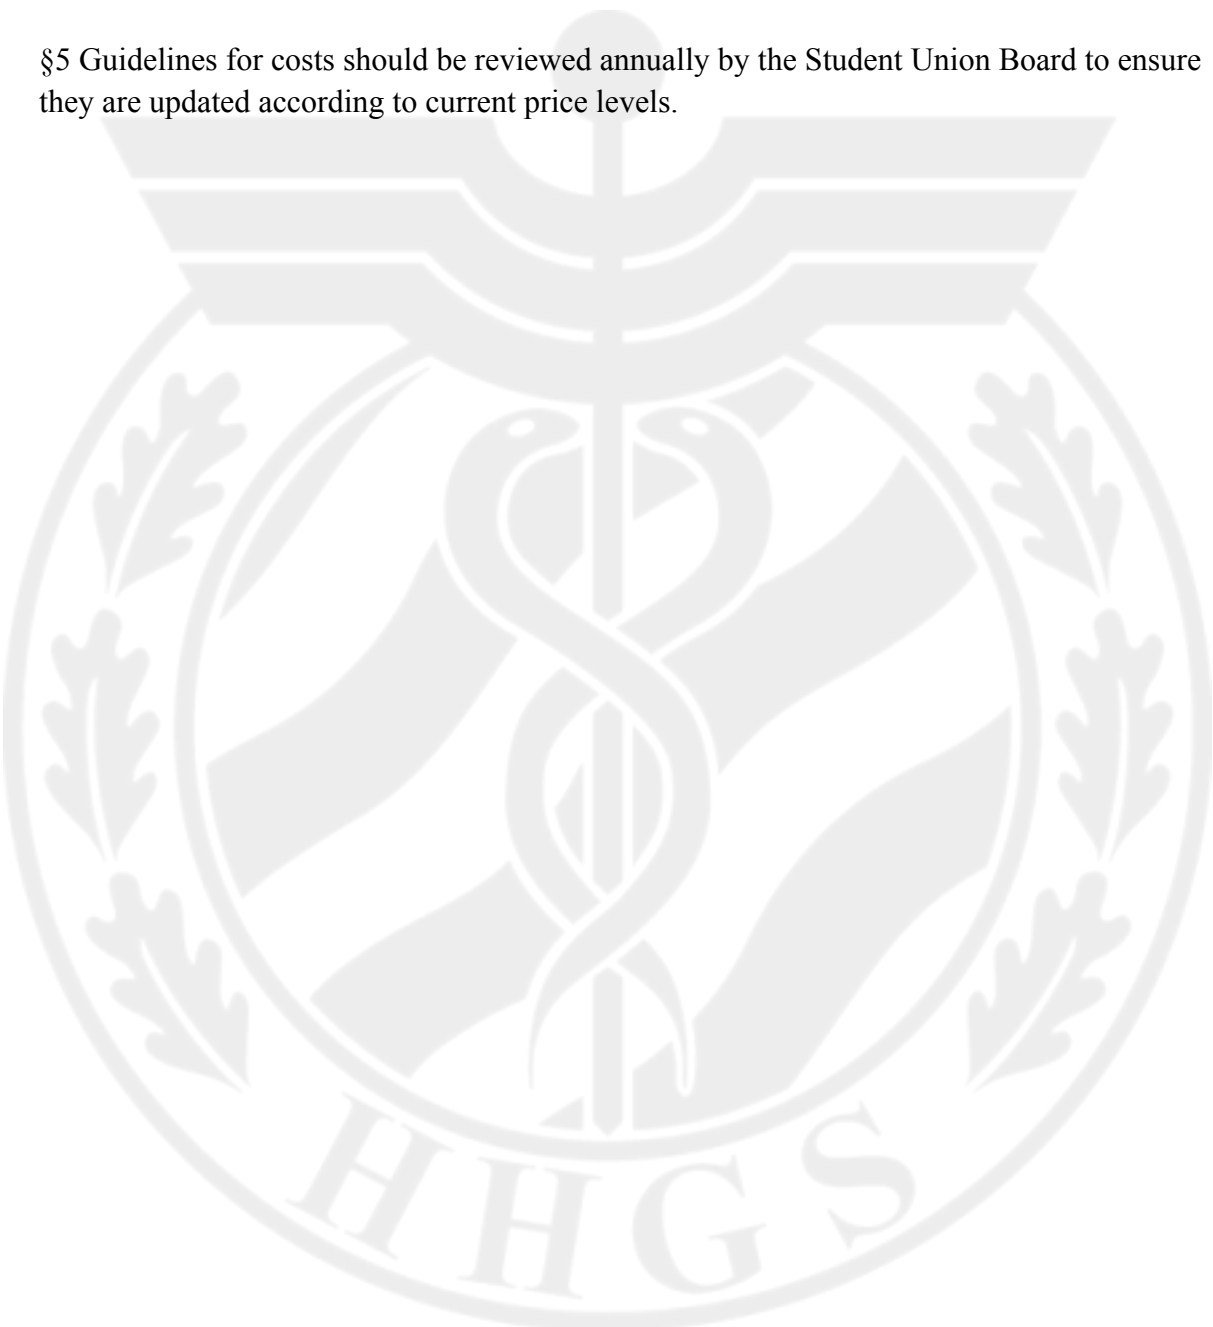 §5 Guidelines for costs should be reviewed annually by the Student Union Board to ensure
they are updated according to current price levels.
HHGS